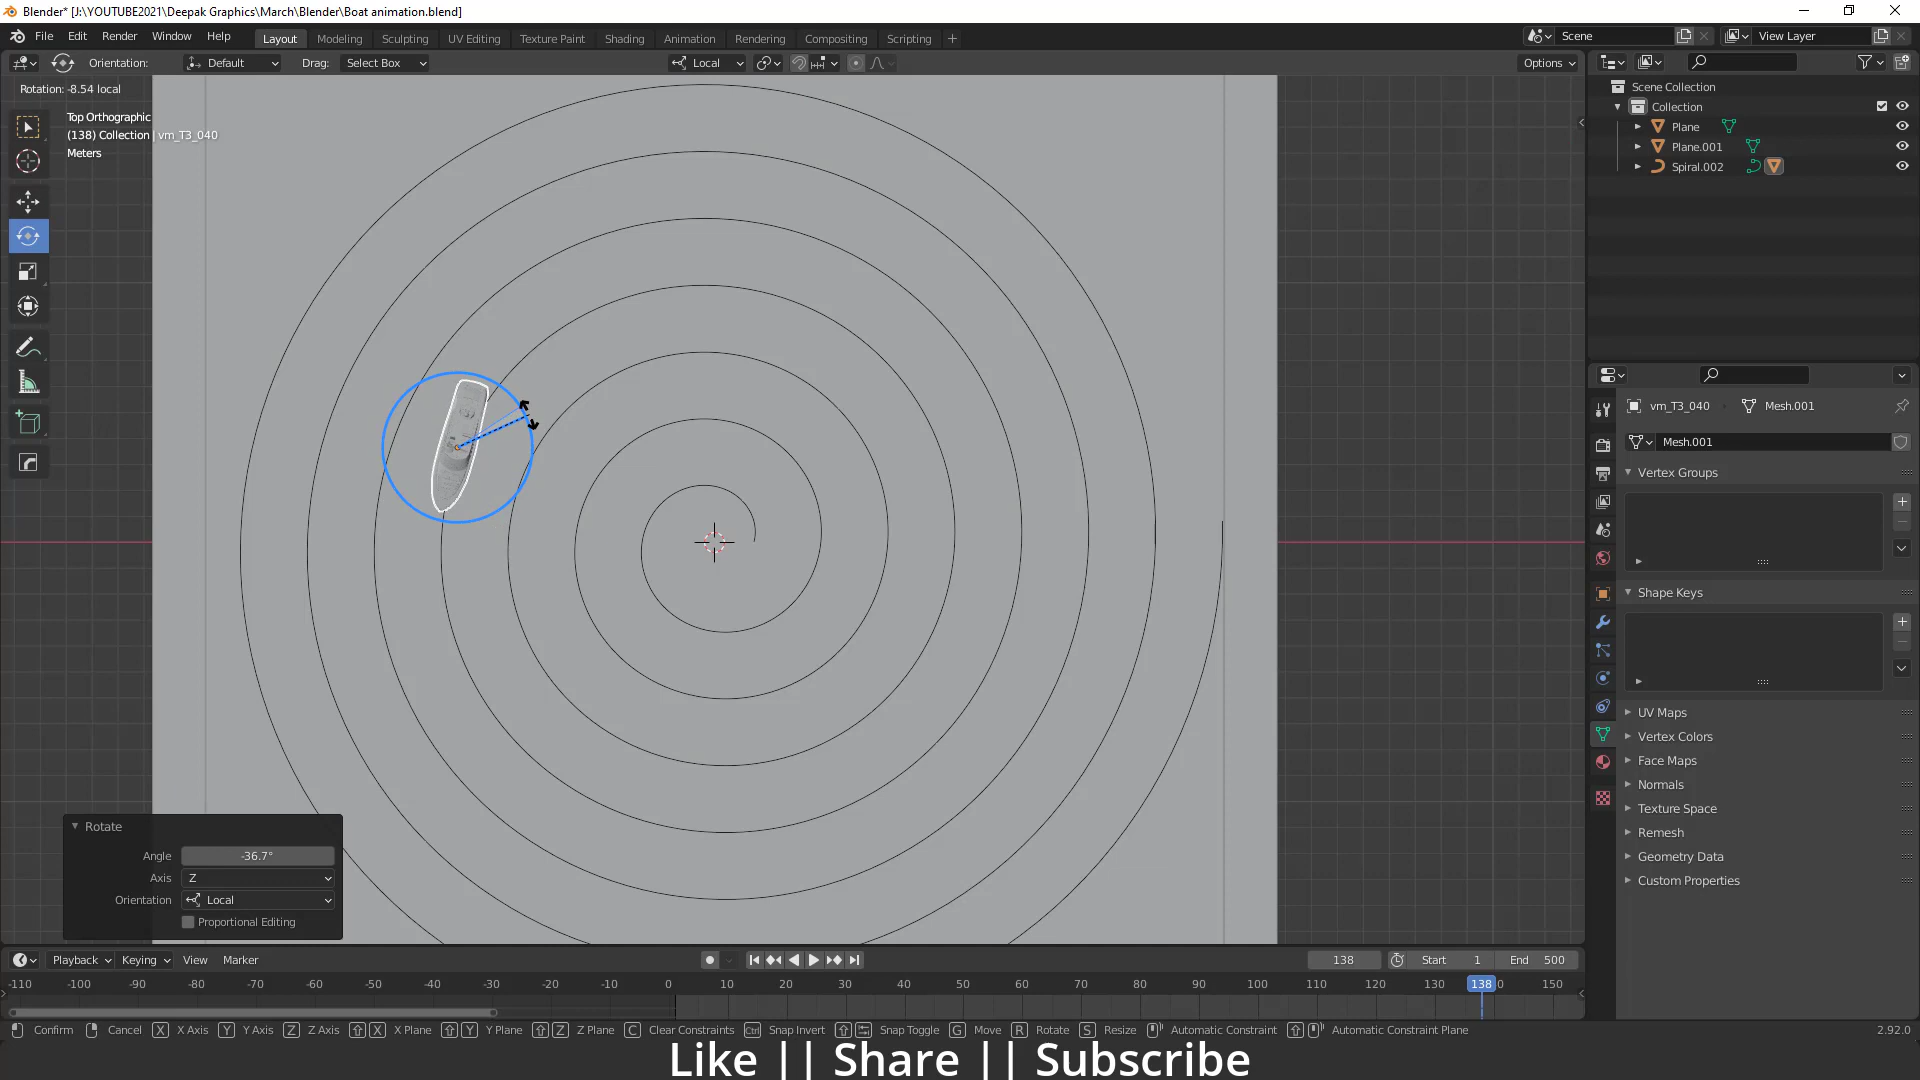 Blender* [J:\YOUTUBE2021\Deepak Graphics\March\Blender\Boat animation.blend]
File Edit Render Window Help Layout Modeling Sculpting UV Editing Texture Paint Shading Animation Rendering Compositing Scripting + Scene View Layer
Orientation: Default Drag: Select Box Local Options
Rotation: -8.54 local
Top Orthographic
(138) Collection | vm_T3_040
Meters
Scene Collection
Collection
Plane
Plane.001
Spiral.002
vm_T3_040 Mesh.001
Mesh.001
Vertex Groups
Shape Keys
UV Maps
Vertex Colors
Face Maps
Normals
Texture Space
Remesh
Geometry Data
Custom Properties
Rotate
Angle -36.7°
Axis Z
Orientation Local
Proportional Editing
Playback Keying View Marker 138 Start 1 End 500
-110 -100 -90 -80 -70 -60 -50 -40 -30 -20 -10 0 10 20 30 40 50 60 70 80 90 100 110 120 130 138 0 150
Confirm Cancel X X Axis Y Y Axis Z Z Axis X X Plane Y Y Plane Z Z Plane C Clear Constraints Ctrl Snap Invert Snap Toggle G Move R Rotate S Resize Automatic Constraint Automatic Constraint Plane 2.92.0
Like || Share || Subscribe